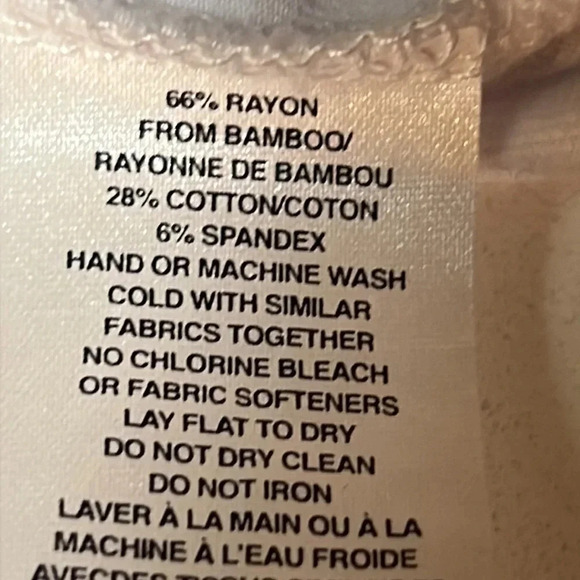 66% RAYON
FROM BAMBOO/
RAYONNE DE BAMBOU
28% COTTON/COTON
6% SPANDEX
HAND OR MACHINE WASH
COLD WITH SIMILAR
FABRICS TOGETHER
NO CHLORINE BLEACH
OR FABRIC SOFTENERS
LAY FLAT TO DRY
DO NOT DRY CLEAN
DO NOT IRON
LAVER À LA MAIN OU À LA
MACHINE À L'EAU FROIDE